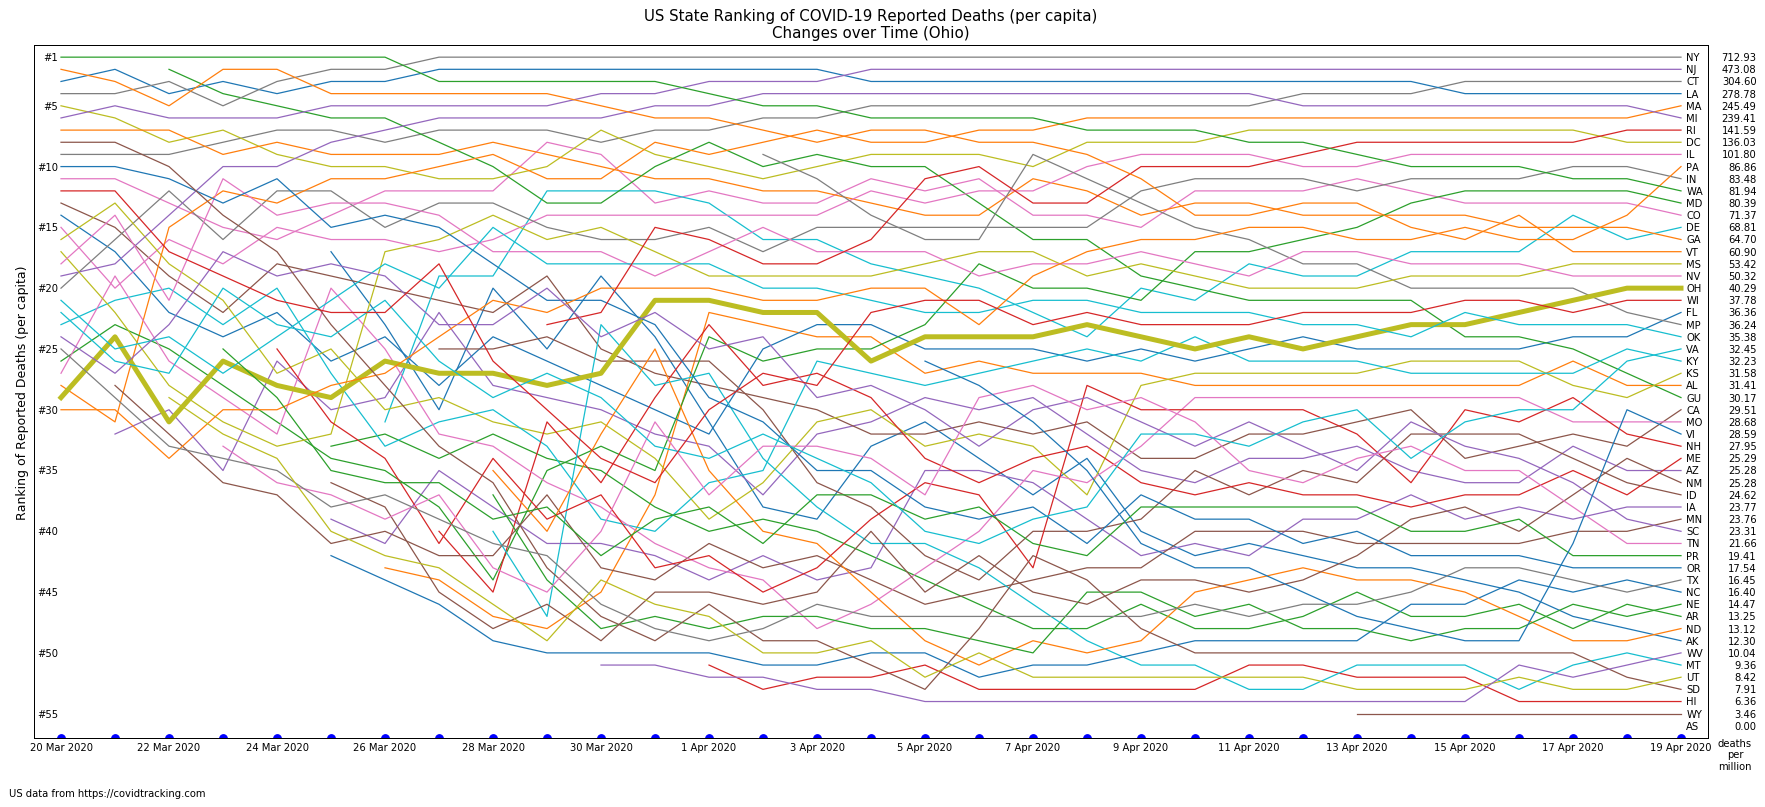 US State Ranking of COVID-19 Reported Deaths (per capita)
Changes over Time (Ohio)
Ranking of Reported Deaths (per capita)
#1
#5
#10
#15
#20
#25
#30
#35
#40
#45
#50
#55
NY 712.93
NJ 473.08
CT 304.60
LA 278.78
MA 245.49
MI 239.41
RI 141.59
DC 136.03
IL 101.80
PA 86.86
IN 83.48
WA 81.94
MD 80.39
CO 71.37
DE 68.81
GA 64.70
VT 60.90
MS 53.42
NV 50.32
OH 40.29
WI 37.78
FL 36.36
MP 36.24
OK 35.38
VA 32.45
KY 32.23
KS 31.58
AL 31.41
GU 30.17
CA 29.51
MO 28.68
VI 28.59
NH 27.95
ME 25.29
AZ 25.28
NM 25.28
ID 24.62
IA 23.77
MN 23.76
SC 23.31
TN 21.66
PR 19.41
OR 17.54
TX 16.45
NC 16.40
NE 14.47
AR 13.25
ND 13.12
AK 12.30
WV 10.04
MT 9.36
UT 8.42
SD 7.91
HI 6.36
WY 3.46
AS 0.00
20 Mar 2020 22 Mar 2020 24 Mar 2020 26 Mar 2020 28 Mar 2020 30 Mar 2020 1 Apr 2020 3 Apr 2020 5 Apr 2020 7 Apr 2020 9 Apr 2020 11 Apr 2020 13 Apr 2020 15 Apr 2020 17 Apr 2020 19 Apr 2020
deaths
per
million
US data from https://covidtracking.com